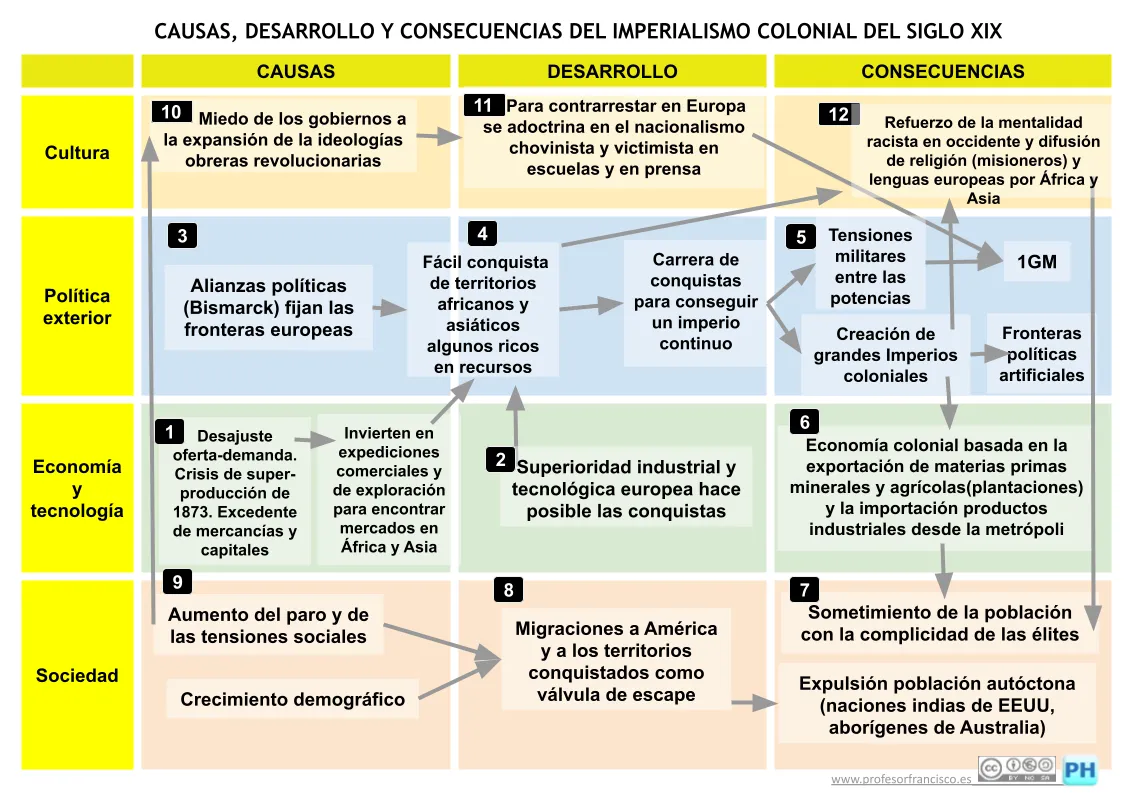 CAUSAS, DESARROLLO Y CONSECUENCIAS DEL IMPERIALISMO COLONIAL DEL SIGLO XIX
CAUSAS
DESARROLLO
CONSECUENCIAS
Cultura
10
Miedo de los gobiernos a
la expansión de la ideologías
obreras revolucionarias
11
Para contrarrestar en Europa
se adoctrina en el nacionalismo
chovinista y victimista en
escuelas y en prensa
12
Refuerzo de la mentalidad
racista en occidente y difusión
de religión (misioneros) y
lenguas europeas por África y
Asia
Política
exterior
3
Alianzas políticas
(Bismarck) fijan las
fronteras europeas
4
Fácil conquista
de territorios
africanos y
asiáticos
algunos ricos
en recursos
Carrera de
conquistas
para conseguir
un imperio
continuo
5
Tensiones
militares
entre las
potencias
1GM
Creación de
grandes Imperios
coloniales
Fronteras
políticas
artificiales
Economía
y
tecnología
1
Desajuste
oferta-demanda.
Crisis de super-
producción de
1873. Excedente
de mercancías y
capitales
Invierten en
expediciones
comerciales y
de exploración
para encontrar
mercados en
África y Asia
2
Superioridad industrial y
tecnológica europea hace
posible las conquistas
6
Economía colonial basada en la
exportación de materias primas
minerales y agrícolas(plantaciones)
y la importación productos
industriales desde la metrópoli
Sociedad
9
Aumento del paro y de
las tensiones sociales
Crecimiento demográfico
8
Migraciones a América
y a los territorios
conquistados como
válvula de escape
7
Sometimiento de la población
con la complicidad de las élites
Expulsión población autóctona
(naciones indias de EEUU,
aborígenes de Australia)
www.profesorfrancisco.es
cc
BY NC SA
PH